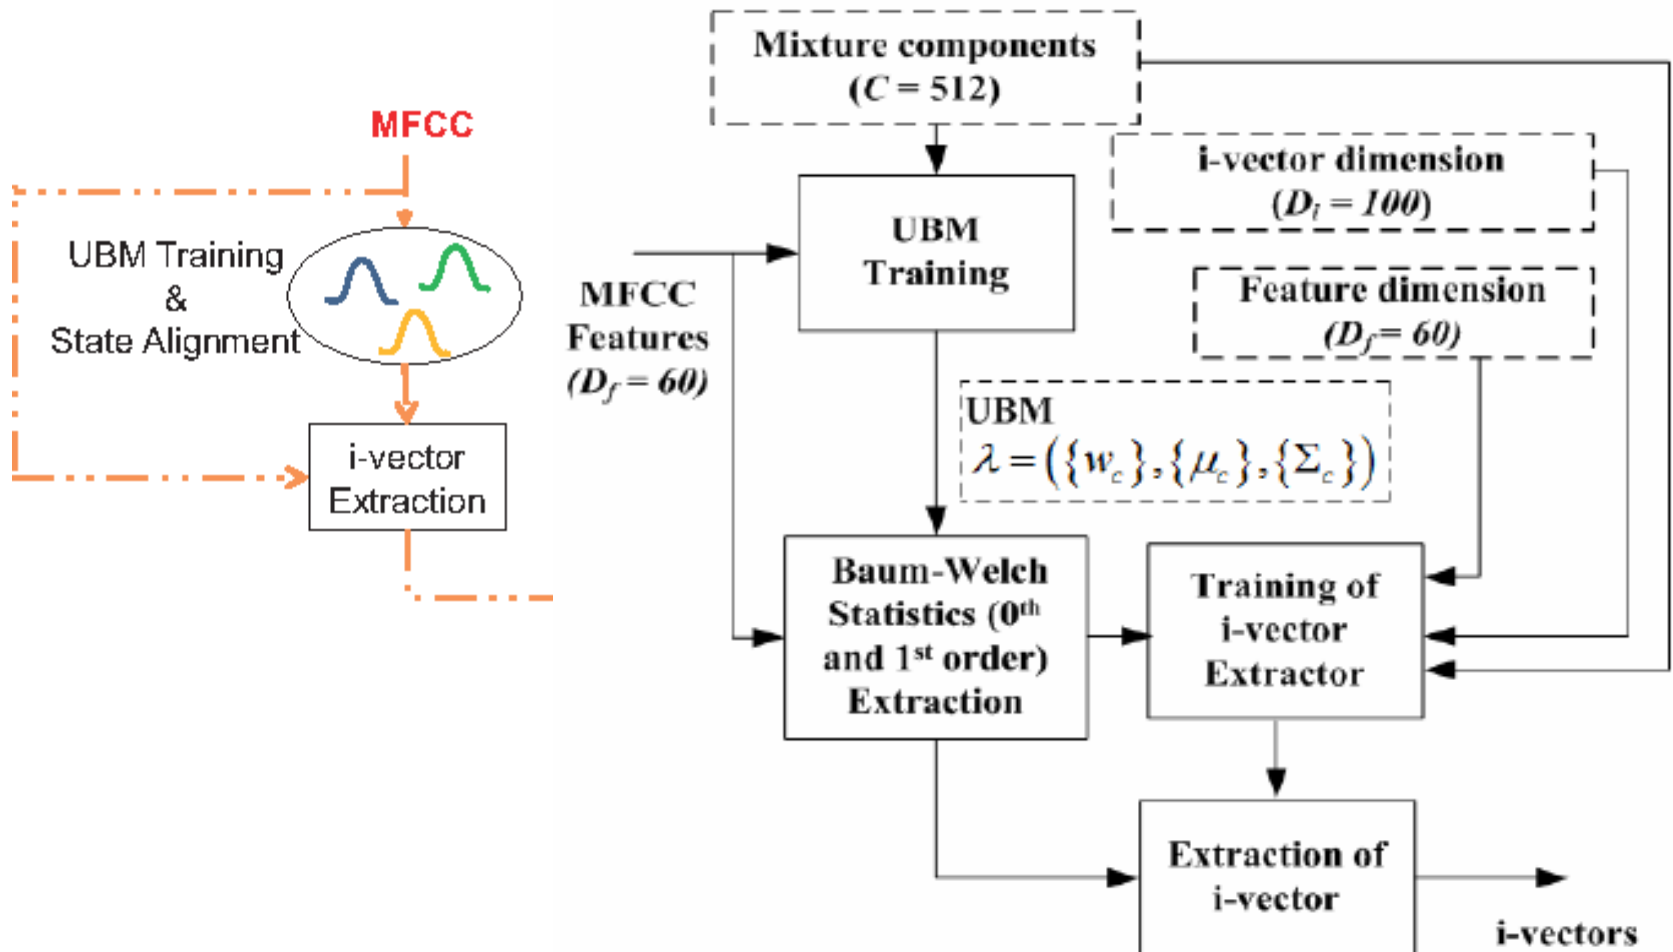 MFCC
UBM Training
&
State Alignment
i-vector
Extraction
Mixture components
(C = 512)
i-vector dimension
(D_i = 100)
UBM
Training
Feature dimension
(D_f = 60)
MFCC
Features
(D_f = 60)
UBM
λ = ({w_c}, {μ_c}, {Σ_c})
Baum-Welch
Statistics (0th
and 1st order)
Extraction
Training of
i-vector
Extractor
Extraction of
i-vector
i-vectors